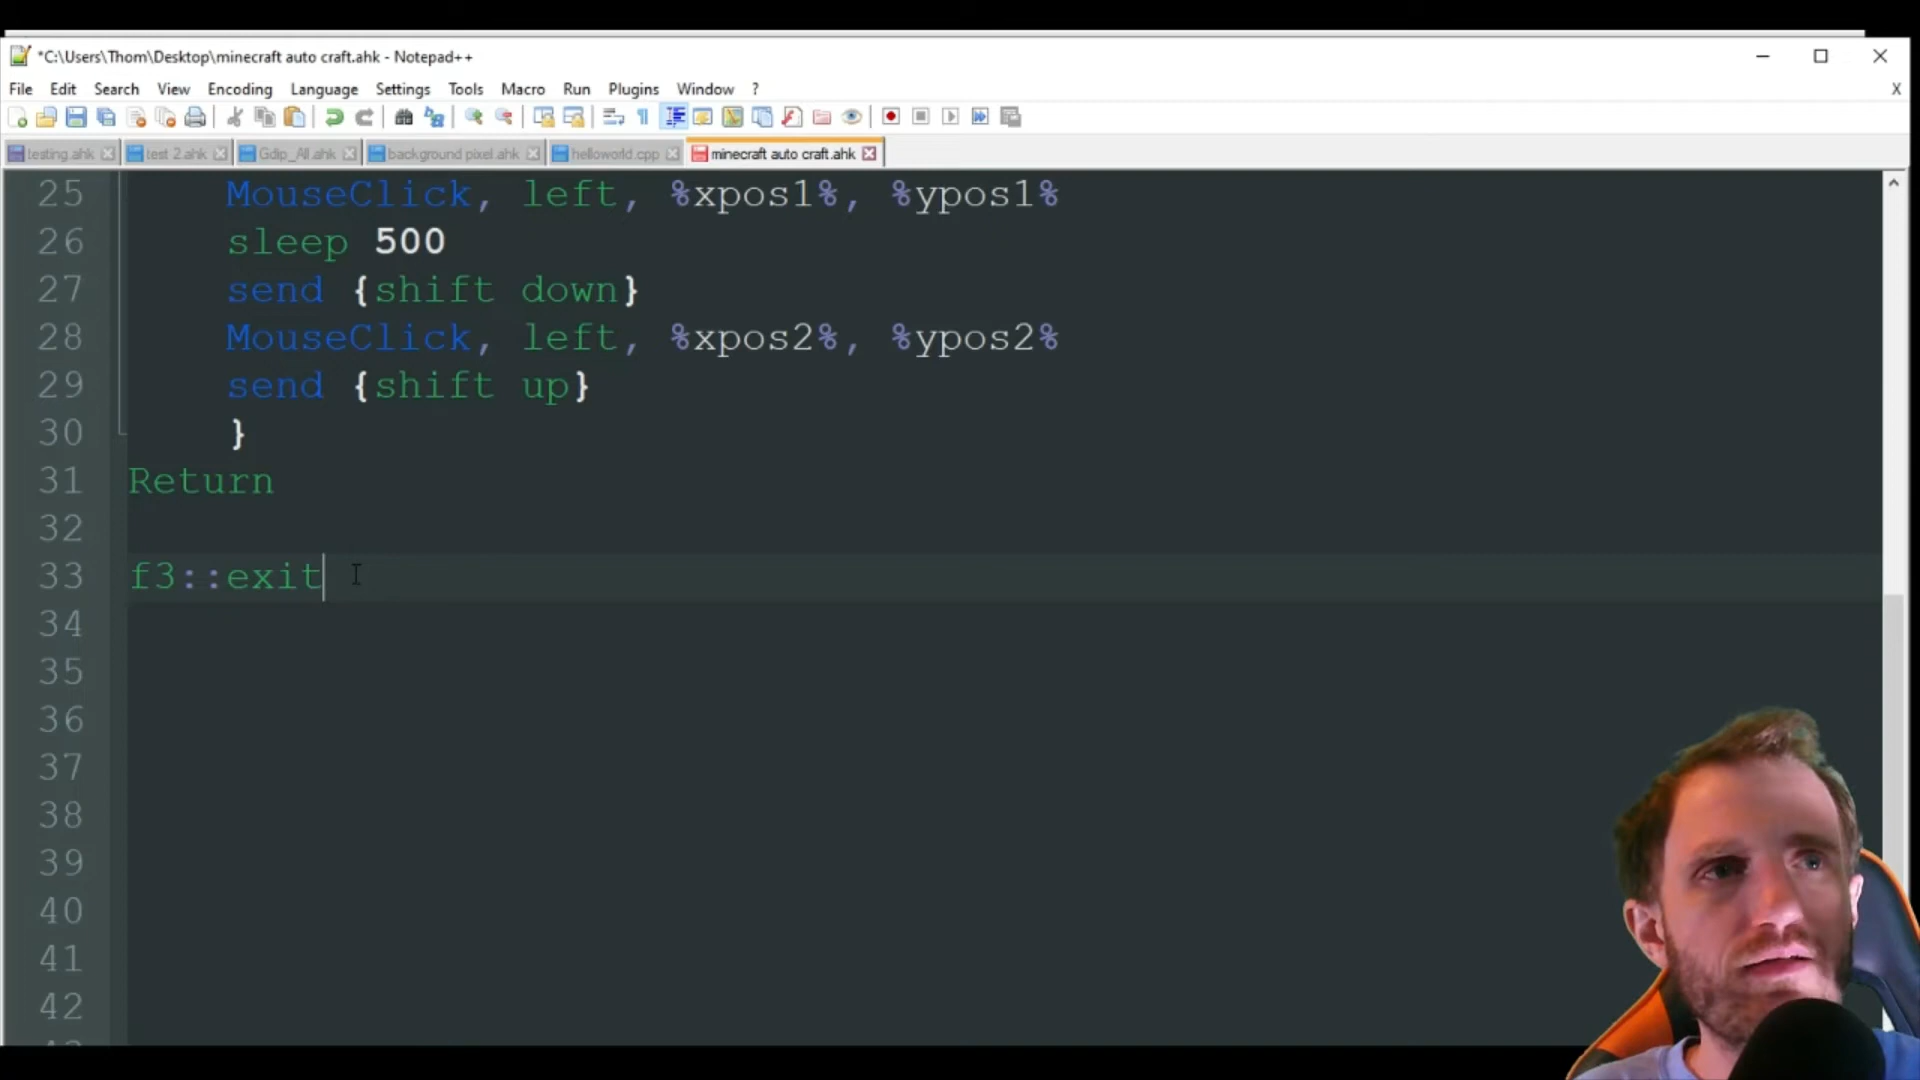 *C:\Users\Thom\Desktop\minecraft auto craft.ahk - Notepad++
File Edit Search View Encoding Language Settings Tools Macro Run Plugins Window ? X
testing.ahk test 2.ahk Gdip_All.ahk background pixel.ahk helloworld.cpp minecraft auto craft.ahk
25 MouseClick, left, %xpos1%, %ypos1%
26 sleep 500
27 send {shift down}
28 MouseClick, left, %xpos2%, %ypos2%
29 send {shift up}
30 }
31 Return
32
33 f3::exit
34
35
36
37
38
39
40
41
42